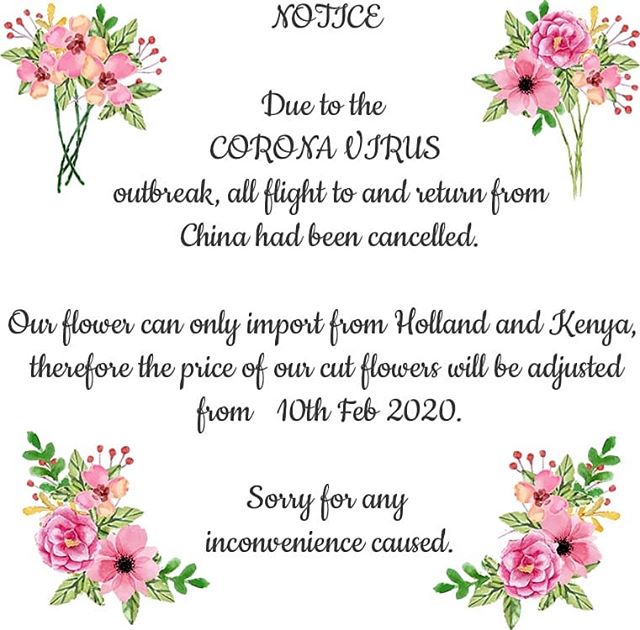 NOTICE
Due to the
CORONA VIRUS
outbreak, all flight to and return from
China had been cancelled.
Our flower can only import from Holland and Kenya,
therefore the price of our cut flowers will be adjusted
from 10th Feb 2020.
Sorry for any
inconvenience caused.